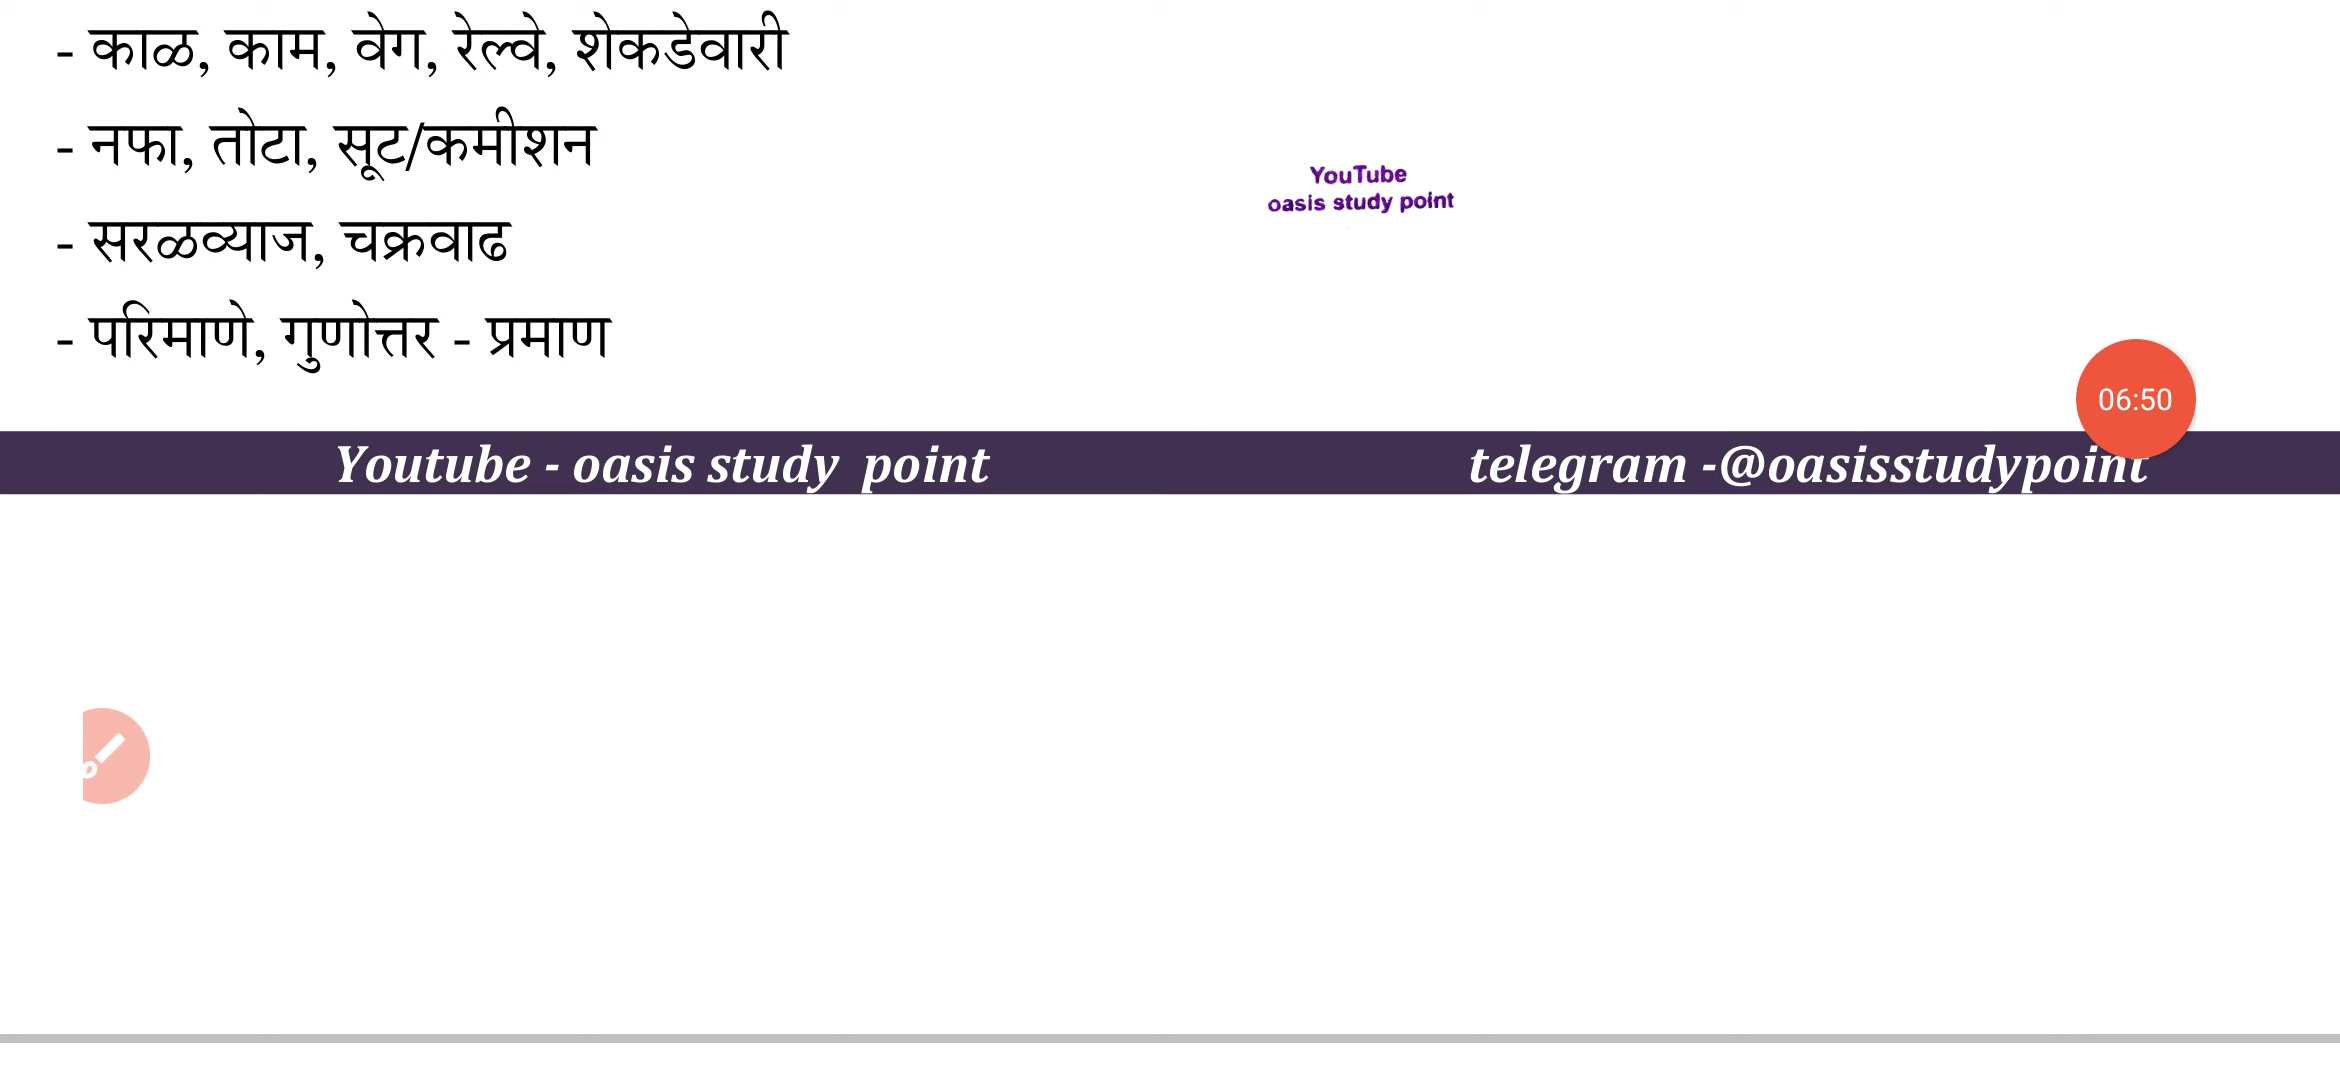 - काळ, काम, वेग, रेल्वे, शेकडेवारी
- नफा, तोटा, सूट/कमीशन
YouTube
oasis study point
- सरळव्याज, चक्रवाढ
- परिमाणे, गुणोत्तर - प्रमाण
06:50
Youtube - oasis study point
telegram -@oasisstudypoint